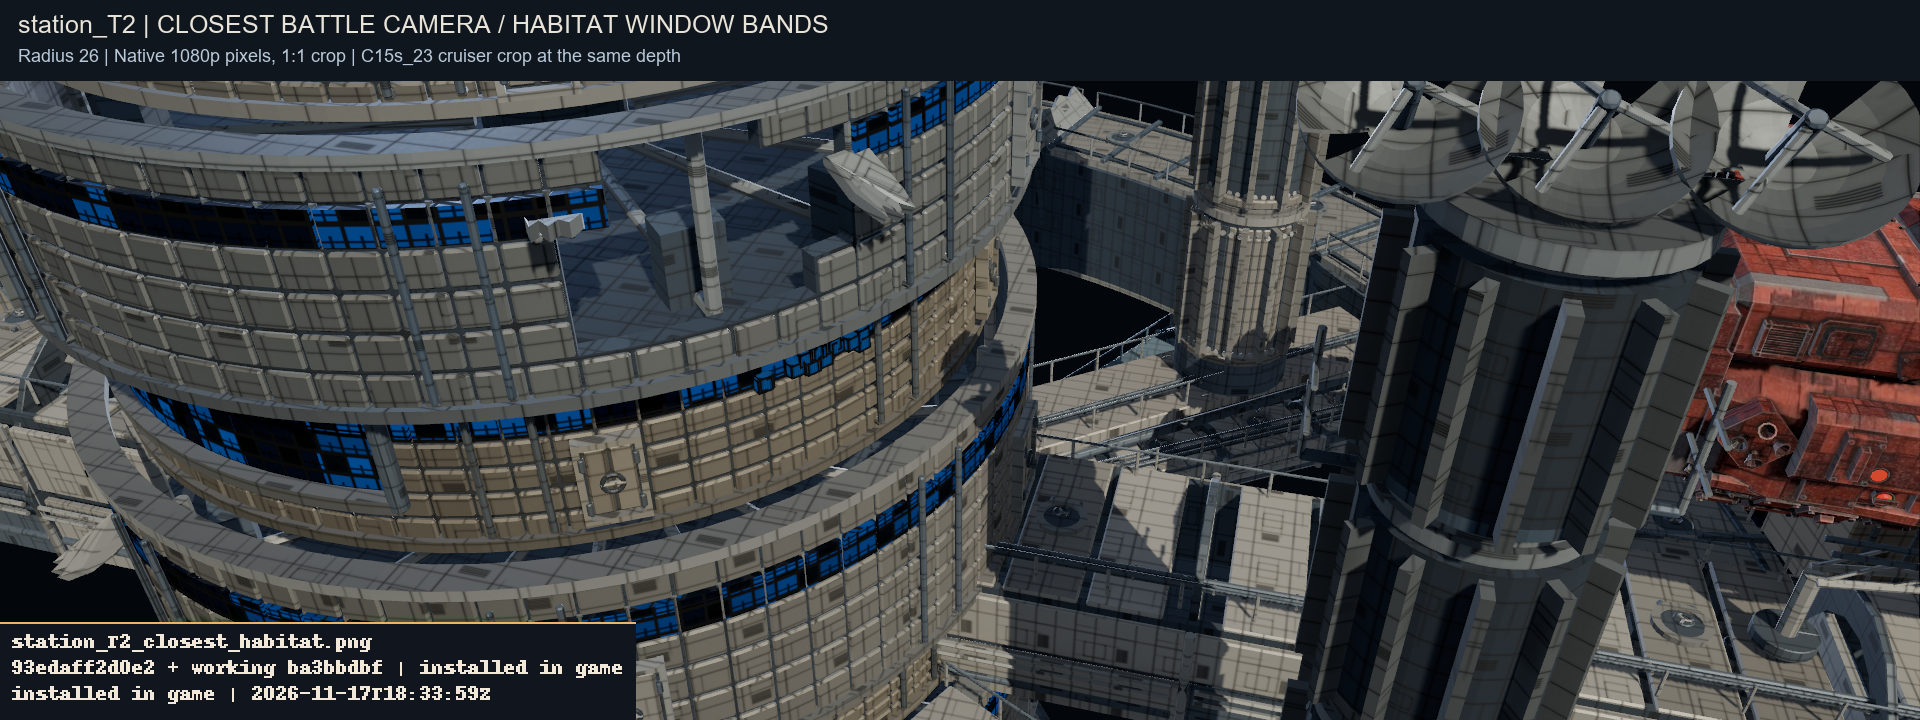 station_T2 | CLOSEST BATTLE CAMERA / HABITAT WINDOW BANDS
Radius 26 | Native 1080p pixels, 1:1 crop | C15s_23 cruiser crop at the same depth
station_T2_closest_habitat.png
93edaff2d0e2 + working ba3bbdbf | installed in game
installed in game | 2026-11-17T18:33:59Z